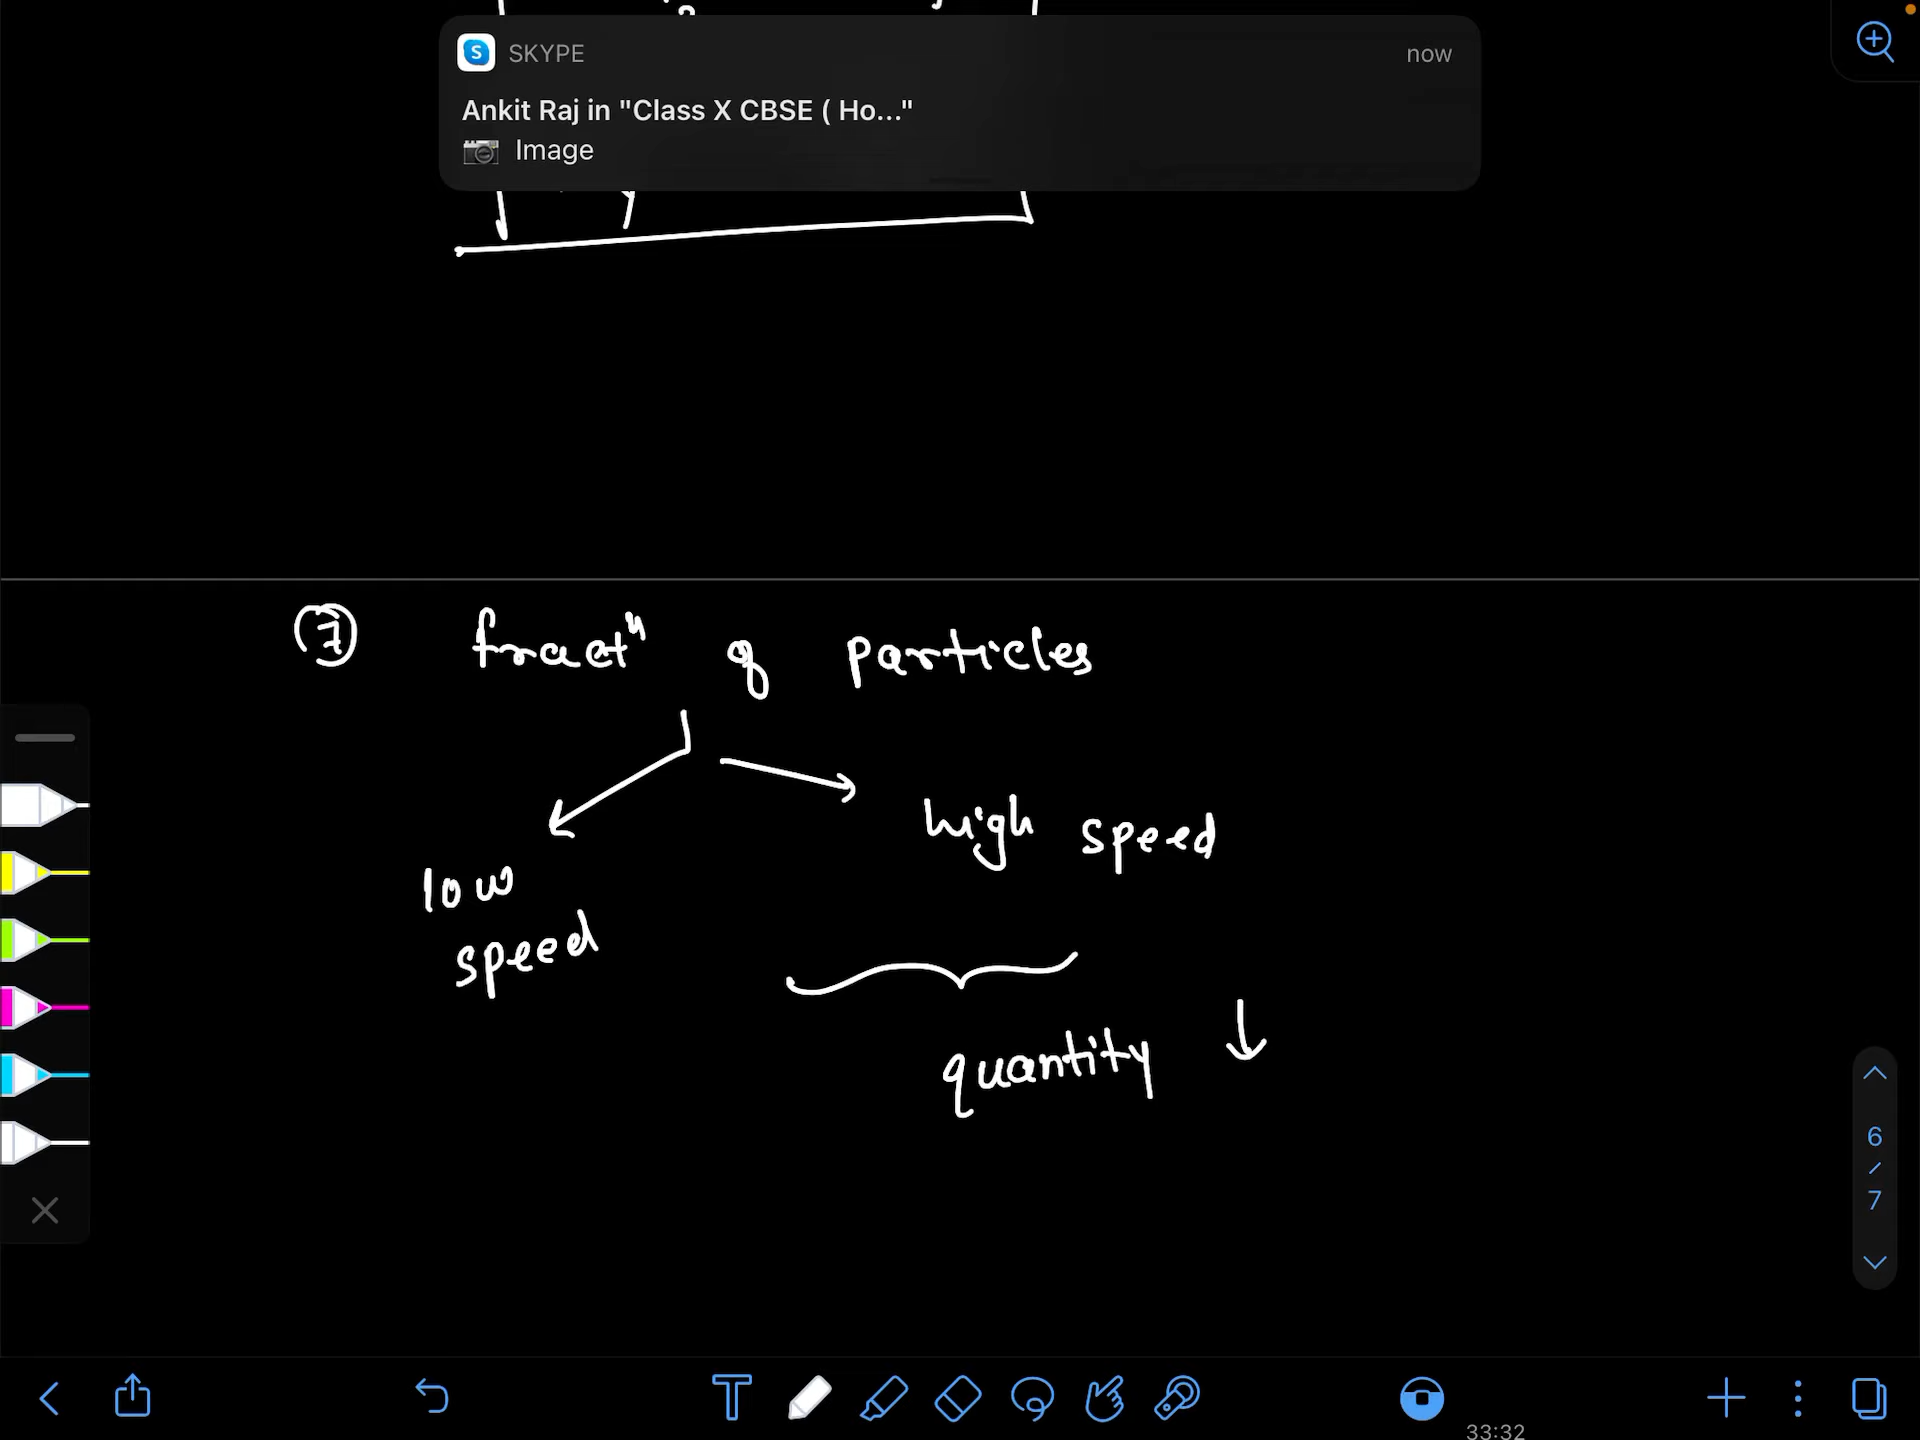 SKYPE now
Ankit Raj in "Class X CBSE ( Ho..."
Image
7 fractⁿ of particles
high speed
low
speed
quantity ↓
6
/
7
33:32